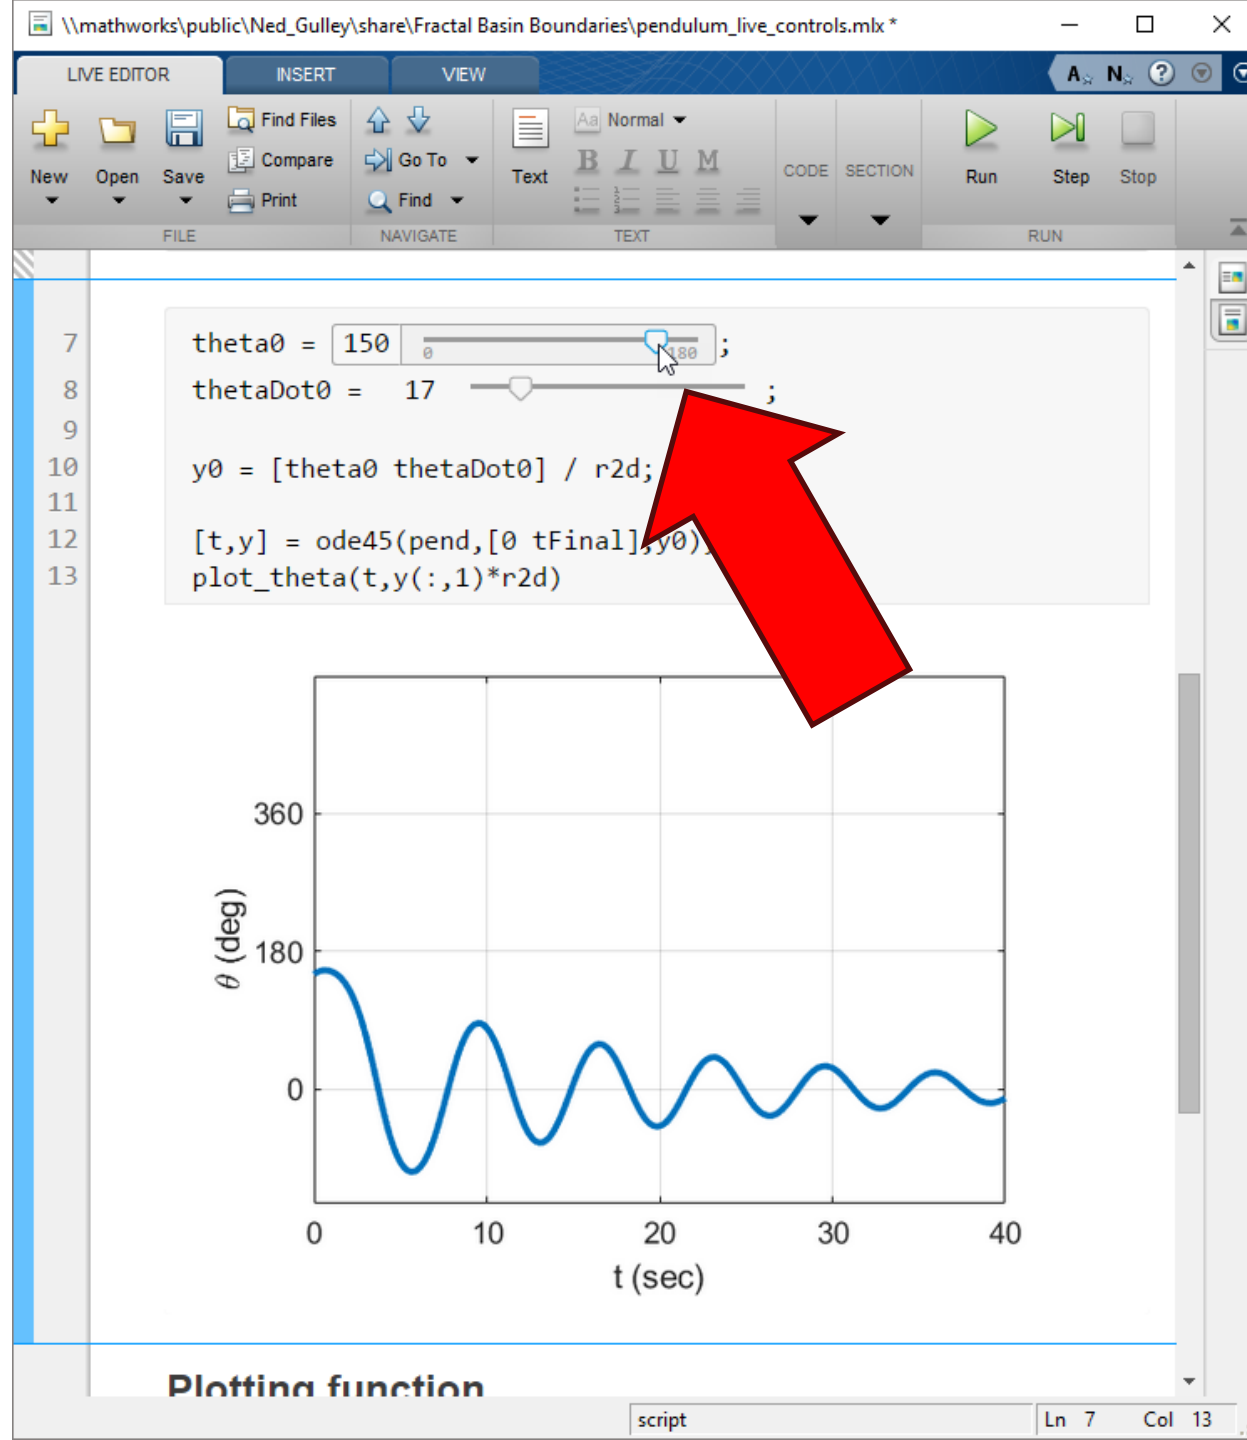 \\mathworks\public\Ned_Gulley\share\Fractal Basin Boundaries\pendulum_live_controls.mlx *
LIVE EDITOR INSERT VIEW
A N ?
New Open Save
Find Files
Compare
Print
FILE
Go To
Find
NAVIGATE
Text
Aa Normal
B I U M
TEXT
CODE SECTION
Run Step Stop
RUN
7 theta0 = 150 0 180 ;
8 thetaDot0 = 17 ;
9
10 y0 = [theta0 thetaDot0] / r2d;
11
12 [t,y] = ode45(pend,[0 tFinal],y0)
13 plot_theta(t,y(:,1)*r2d)
360
180
0
θ (deg)
0 10 20 30 40
t (sec)
Plotting function
script Ln 7 Col 13